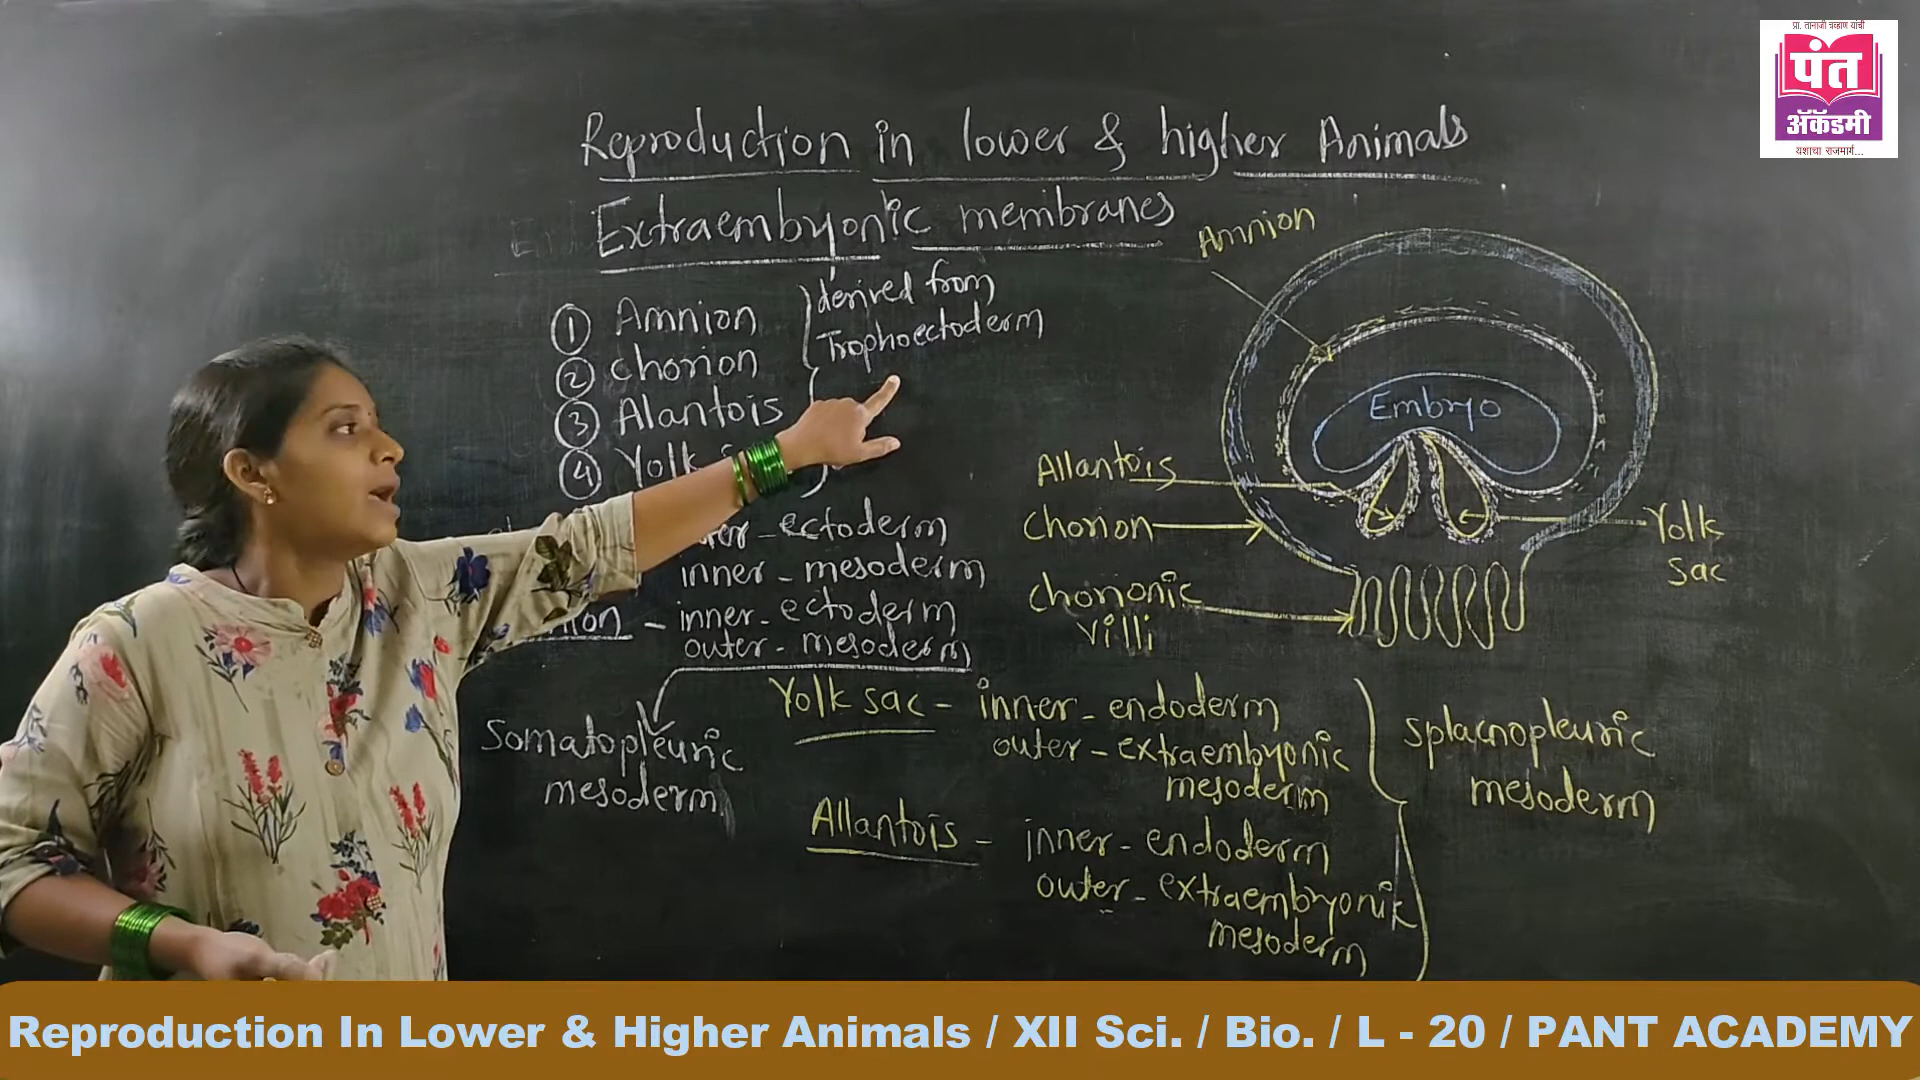 प्रा. तानाजी चव्हाण यांची
पंत
ॲकॅडमी
यशाचा राजमार्ग...
Reproduction in lower & higher Animals
Extraembyonic membranes
① Amnion
② chorion
③ Alantois
④ Yolk
derived from
Trophoectoderm
ectoderm
inner - mesoderm
inner - ectoderm
outer - mesoderm
Somatopleuric
mesoderm
Amnion
Embryo
Allantois
Chorion
Chorionic
villi
Yolk
Sac
Yolk sac - inner - endoderm
outer - extraembyonic
mesoderm
Allantois - inner - endoderm
outer - extraembryonik
mesoderm
splacnopleuric
mesoderm
Reproduction In Lower & Higher Animals / XII Sci. / Bio. / L - 20 / PANT ACADEMY